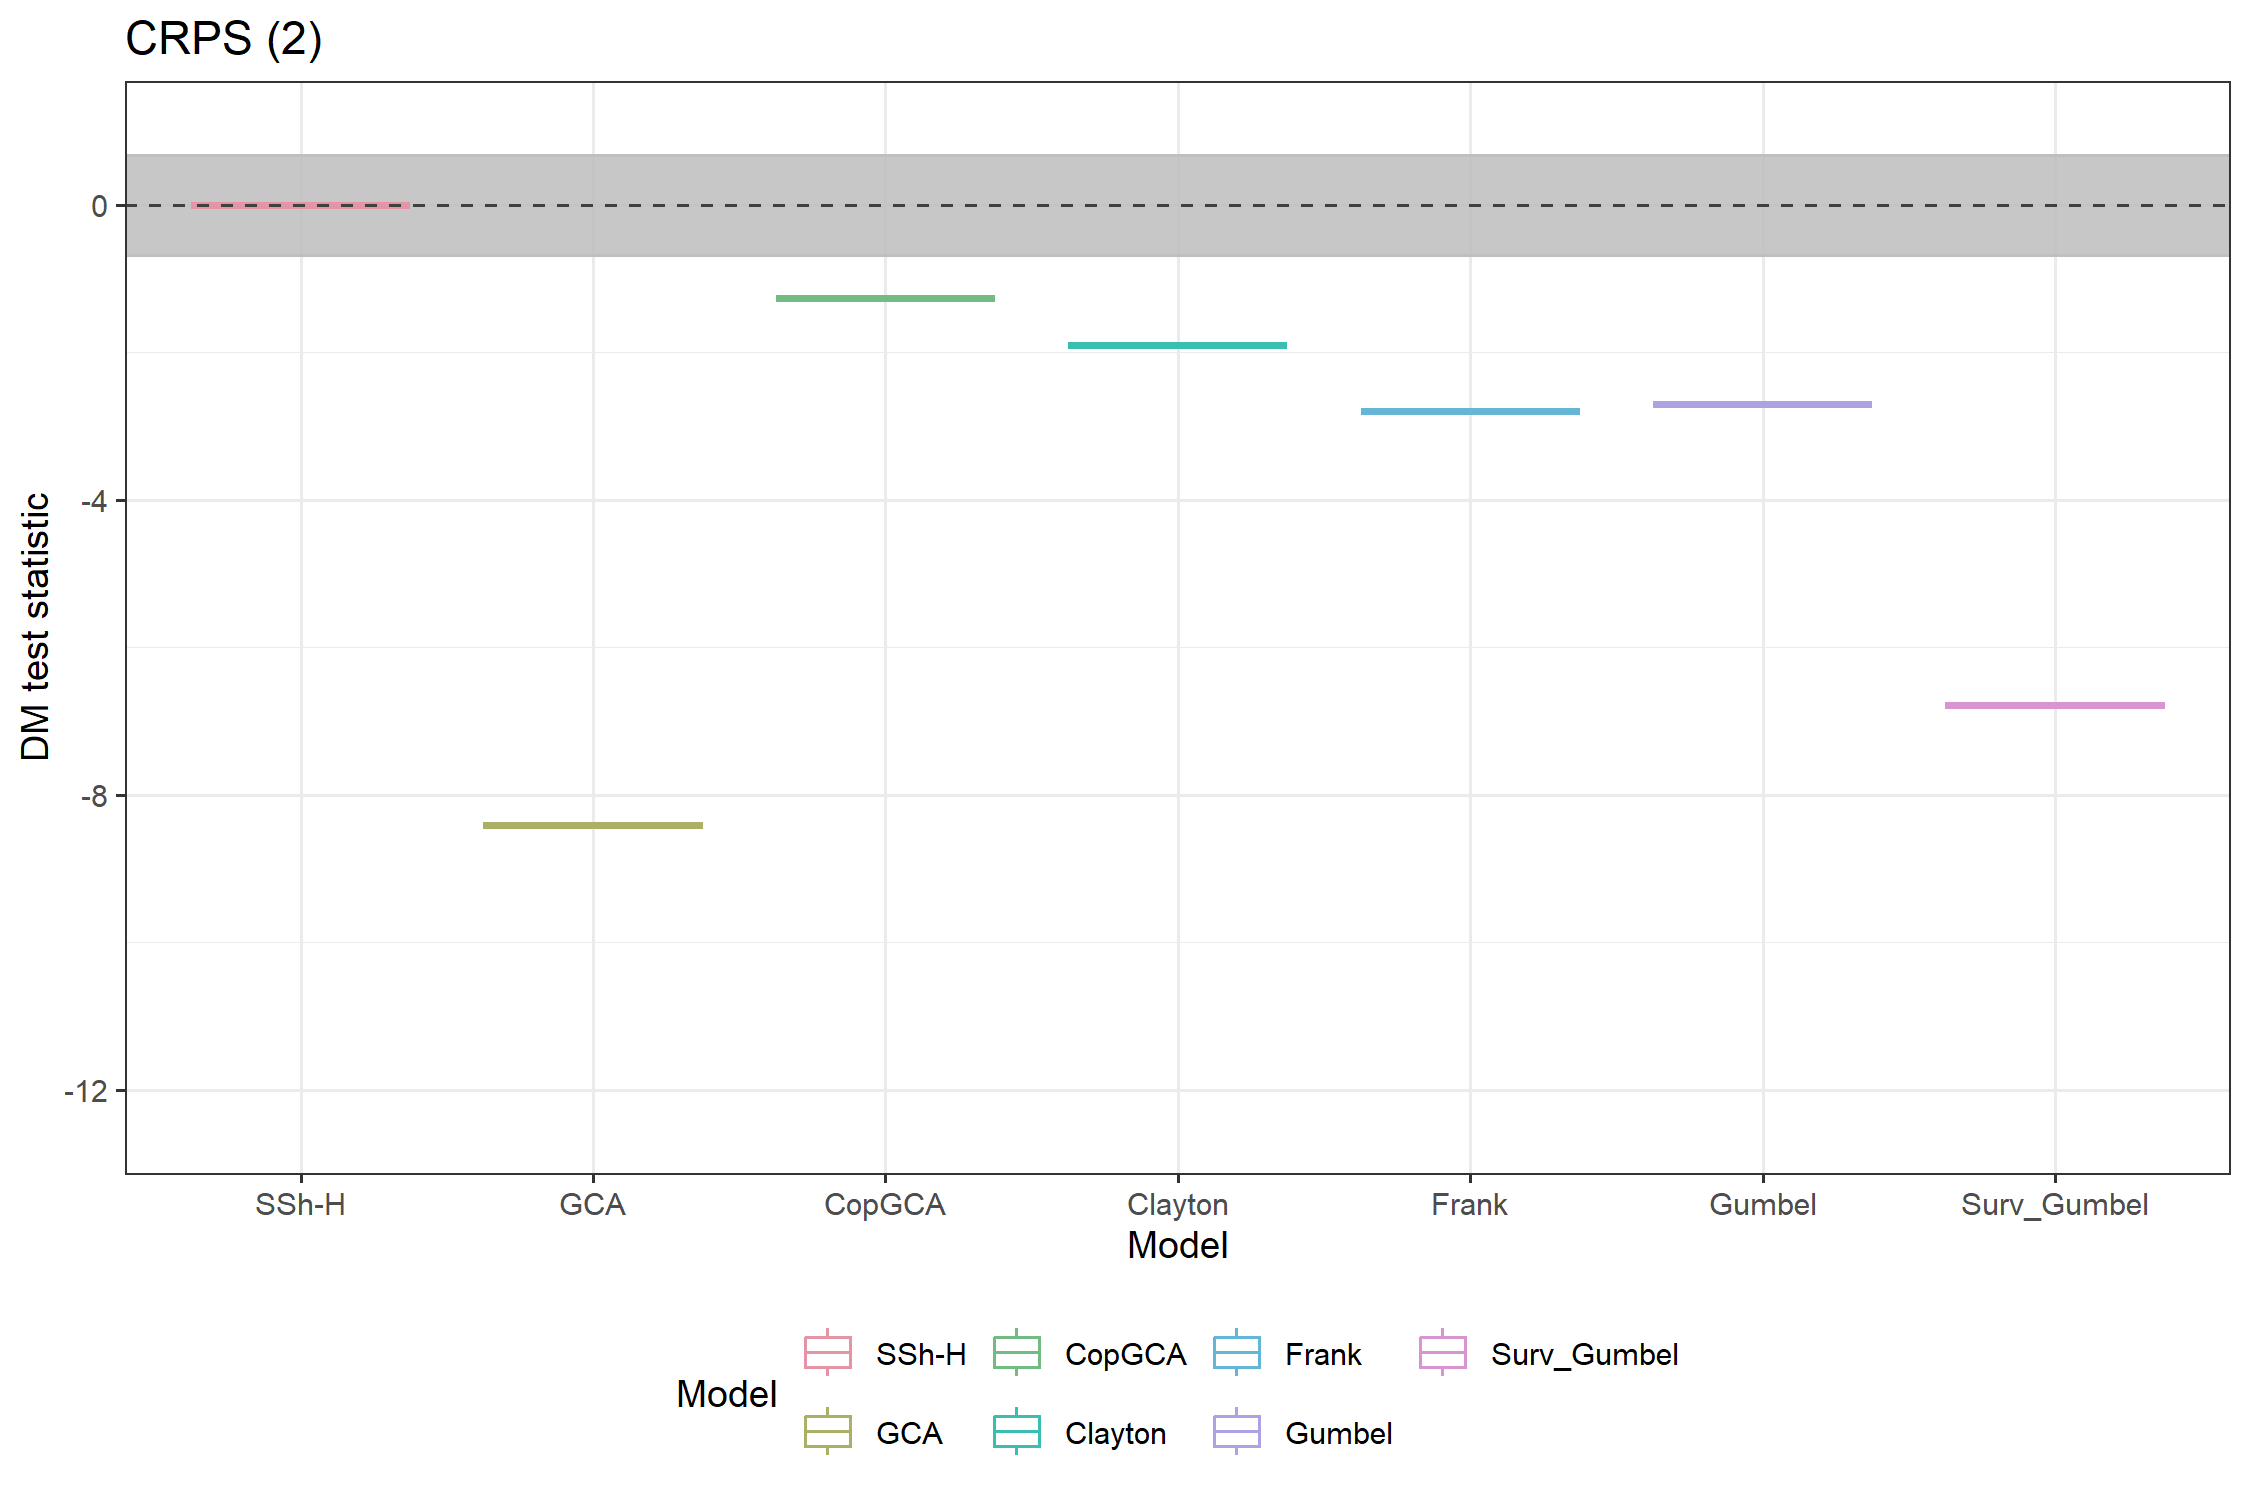 CRPS (2)
0
-4
-8
-12
DM test statistic
SSh-H GCA CopGCA Clayton Frank Gumbel Surv_Gumbel
Model
Model
SSh-H CopGCA Frank Surv_Gumbel
GCA Clayton Gumbel